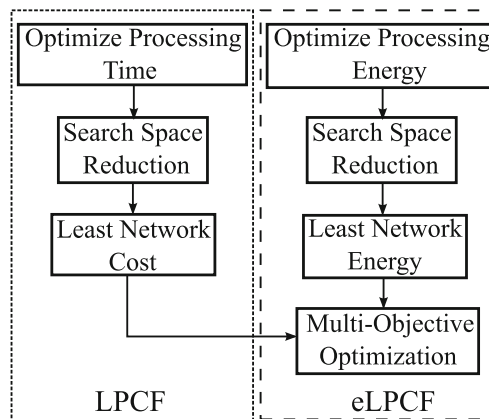 Optimize Processing
Time
Search Space
Reduction
Least Network
Cost
LPCF
Optimize Processing
Energy
Search Space
Reduction
Least Network
Energy
Multi-Objective
Optimization
eLPCF